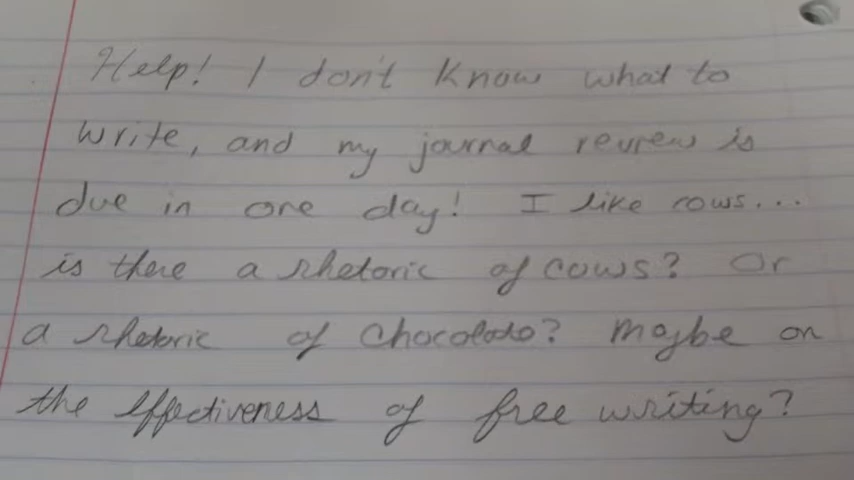 Help! I don't know what to
write, and my journal review is
due in one day! I like cows...
is there a rhetoric of cows? Or
a rhetoric of chocolate? Maybe on
the effectiveness of free writing?